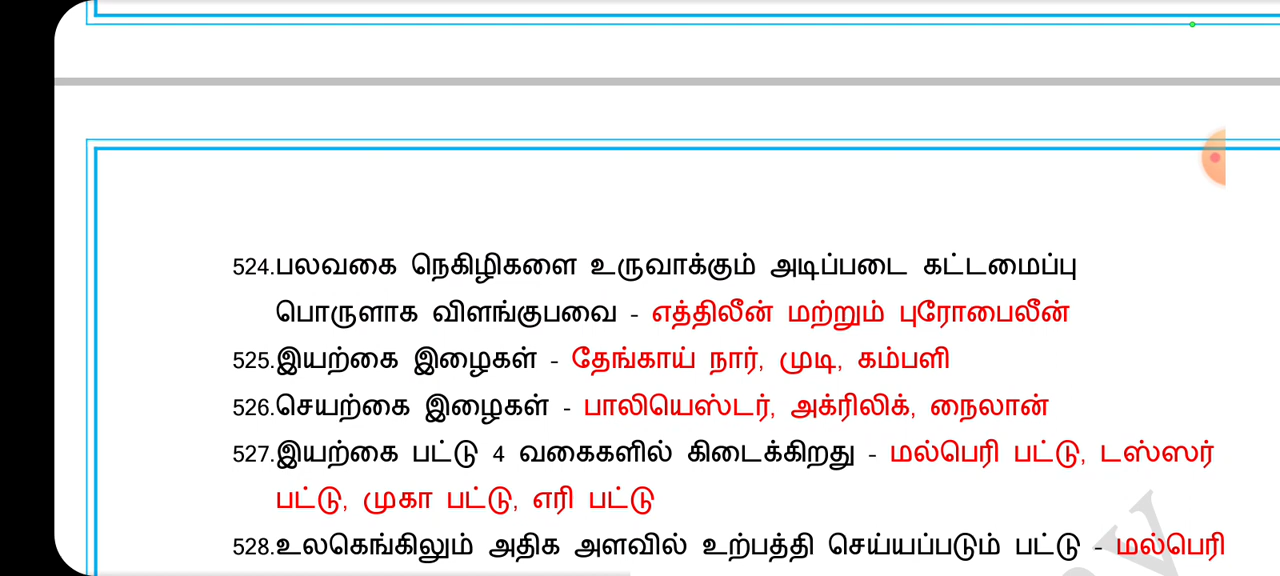 524.பலவகை நெகிழிகளை உருவாக்கும் அடிப்படை கட்டமைப்பு
பொருளாக விளங்குபவை - எத்திலீன் மற்றும் புரோபைலீன்
525.இயற்கை இழைகள் - தேங்காய் நார், முடி, கம்பளி
526.செயற்கை இழைகள் - பாலியெஸ்டர், அக்ரிலிக், நைலான்
527.இயற்கை பட்டு 4 வகைகளில் கிடைக்கிறது - மல்பெரி பட்டு, டஸ்ஸர்
பட்டு, முகா பட்டு, எரி பட்டு
528.உலகெங்கிலும் அதிக அளவில் உற்பத்தி செய்யப்படும் பட்டு - மல்பெரி